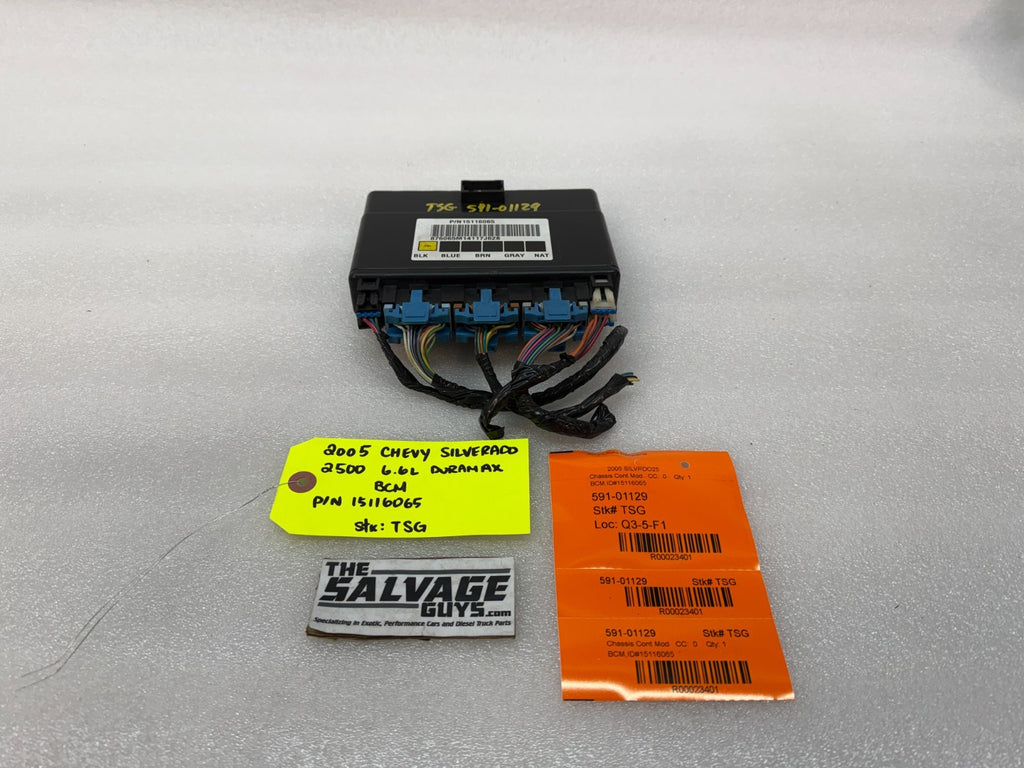 TSG 591-01129
P/N15116065
BLK BLUE BRN GRAY NAT
2005 CHEVY SILVERADO
2500 6.6L DURAMAX
BCM
P/N 15116065
Stk: TSG
THE
SALVAGE
GUYS.com
Specializing in Exotic, Performance Cars and Diesel Truck Parts
Chassis Cont Mod CC: 0 Qty: 1
BCM,ID#15116065
591-01129
Stk# TSG
Loc: Q3-5-F1
R00023401
591-01129 Stk# TSG
R00023401
591-01129 Stk# TSG
Chassis Cont Mod CC: 0 Qty: 1
BCM,ID#15116065
R00023401